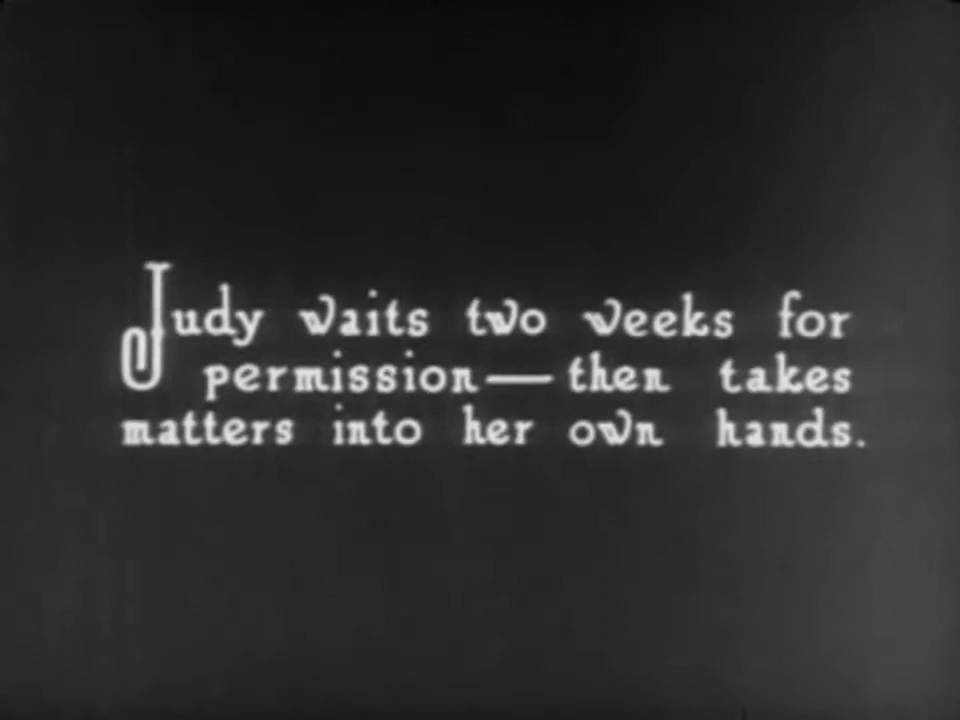 Judy waits two weeks for
permission — then takes
matters into her own hands.